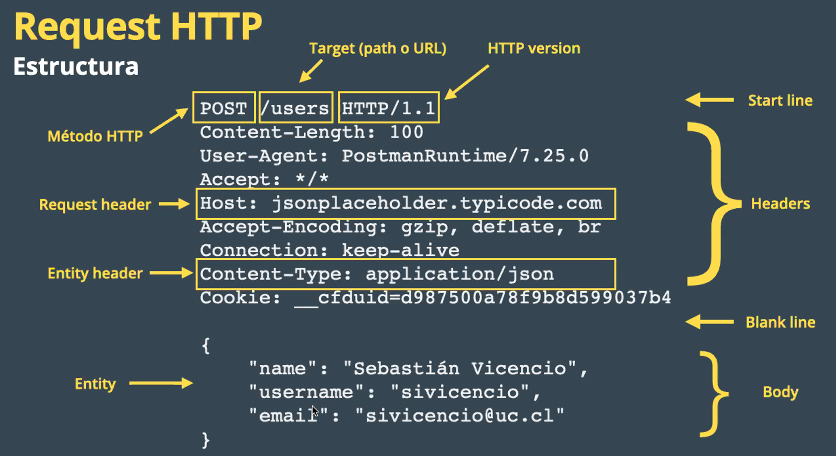 Request HTTP
Estructura
Target (path o URL)
HTTP version
POST /users HTTP/1.1
Start line
Método HTTP
Content-Length: 100
User-Agent: PostmanRuntime/7.25.0
Accept: */*
Request header
Host: jsonplaceholder.typicode.com
Headers
Accept-Encoding: gzip, deflate, br
Connection: keep-alive
Entity header
Content-Type: application/json
Cookie: __cfduid=d987500a78f9b8d599037b4
Blank line
{
"name": "Sebastián Vicencio",
Entity
"username": "sivicencio",
Body
"email": "sivicencio@uc.cl"
}